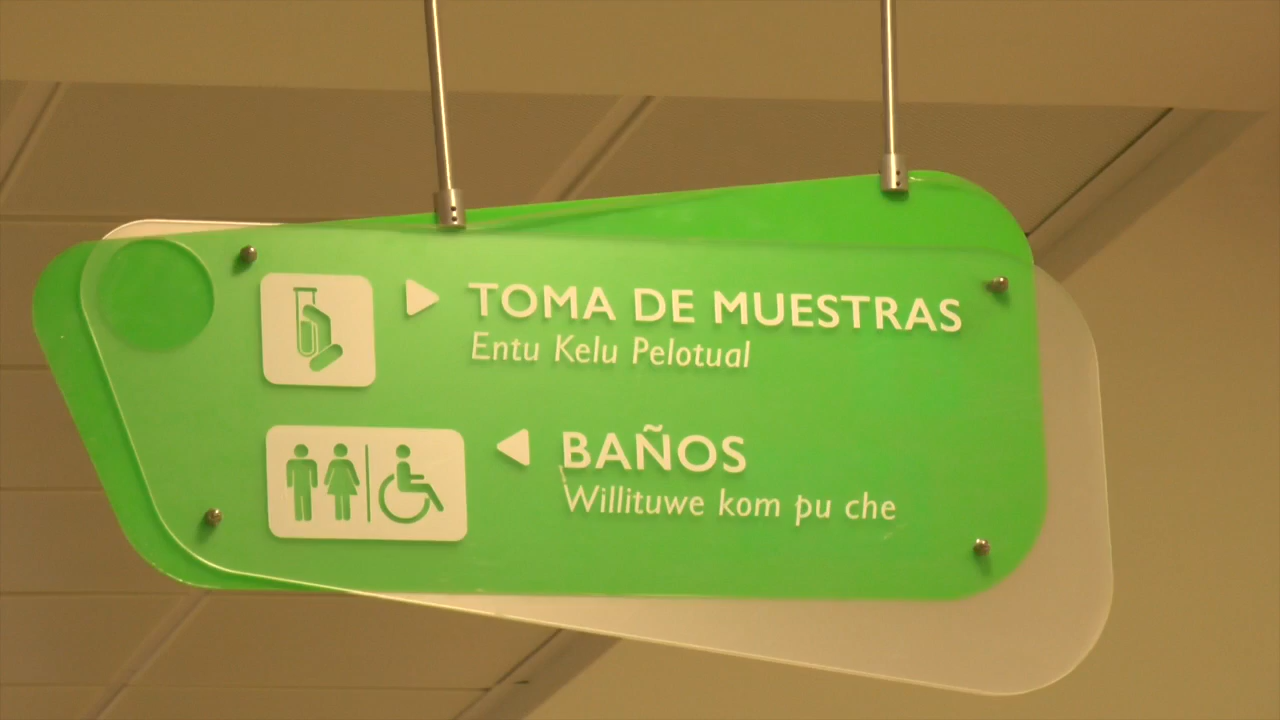 TOMA DE MUESTRAS
Entu Kelu Pelotual
BAÑOS
Willituwe kom pu che